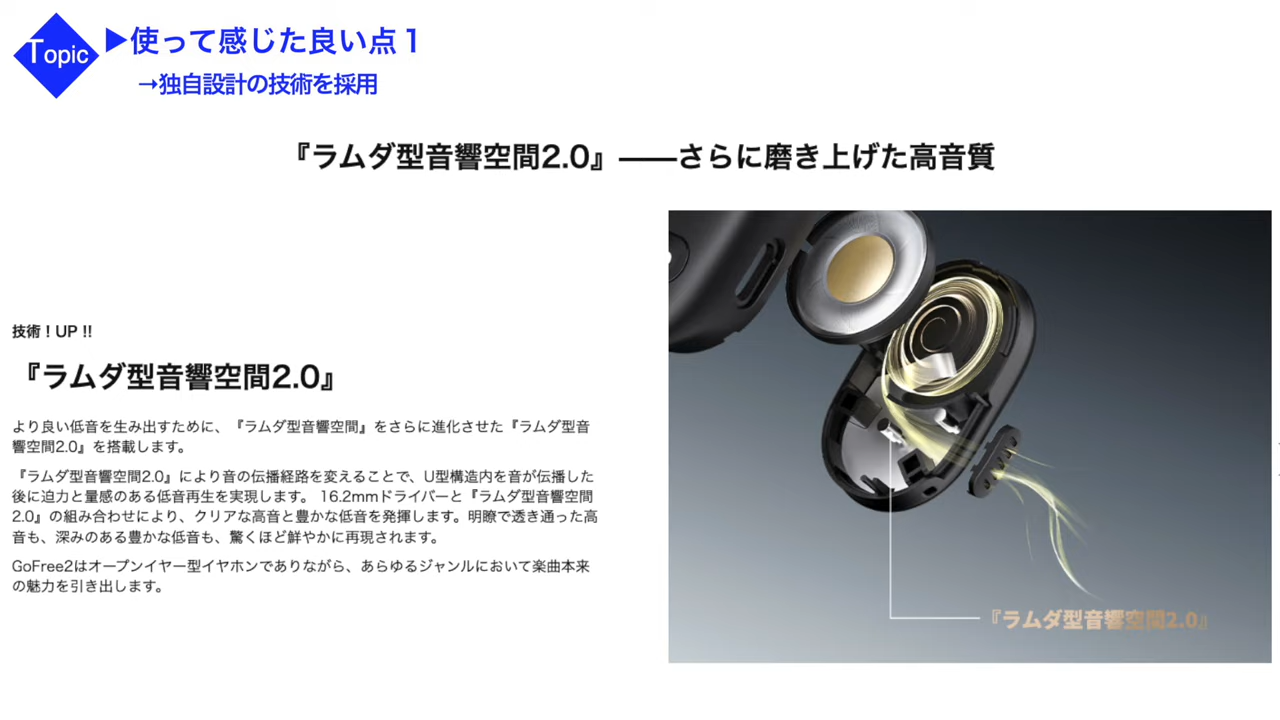 Topic
▶使って感じた良い点１
→独自設計の技術を採用
『ラムダ型音響空間2.0』——さらに磨き上げた高音質
技術！UP !!
『ラムダ型音響空間2.0』
より良い低音を生み出すために、『ラムダ型音響空間』をさらに進化させた『ラムダ型音
響空間2.0』を搭載します。
『ラムダ型音響空間2.0』により音の伝播経路を変えることで、U型構造内を音が伝播した
後に迫力と量感のある低音再生を実現します。 16.2mmドライバーと『ラムダ型音響空間
2.0』の組み合わせにより、クリアな高音と豊かな低音を発揮します。明瞭で透き通った高
音も、深みのある豊かな低音も、驚くほど鮮やかに再現されます。
GoFree2はオープンイヤー型イヤホンでありながら、あらゆるジャンルにおいて楽曲本来
の魅力を引き出します。
『ラムダ型音響空間2.0』